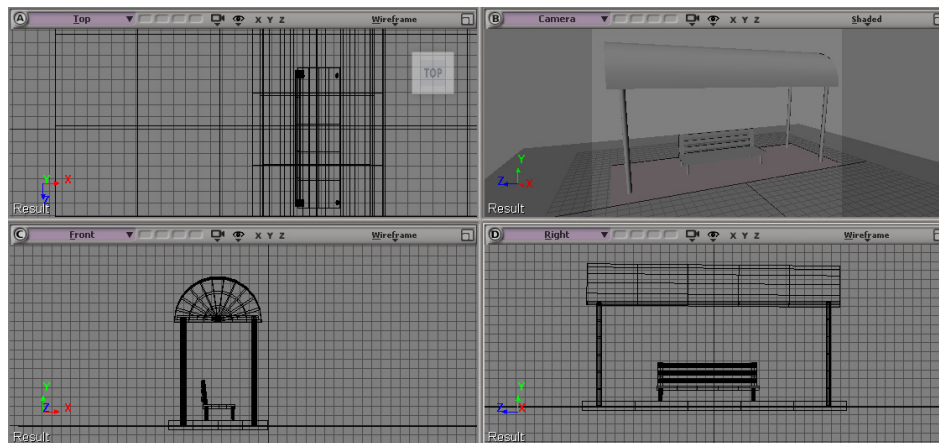 A Top X Y Z Wireframe
B Camera X Y Z Shaded
TOP
Y X
Z
Y
Z X
Result
Result
C Front X Y Z Wireframe
D Right X Y Z Wireframe
Y
Z X
Y
Z X
Result
Result